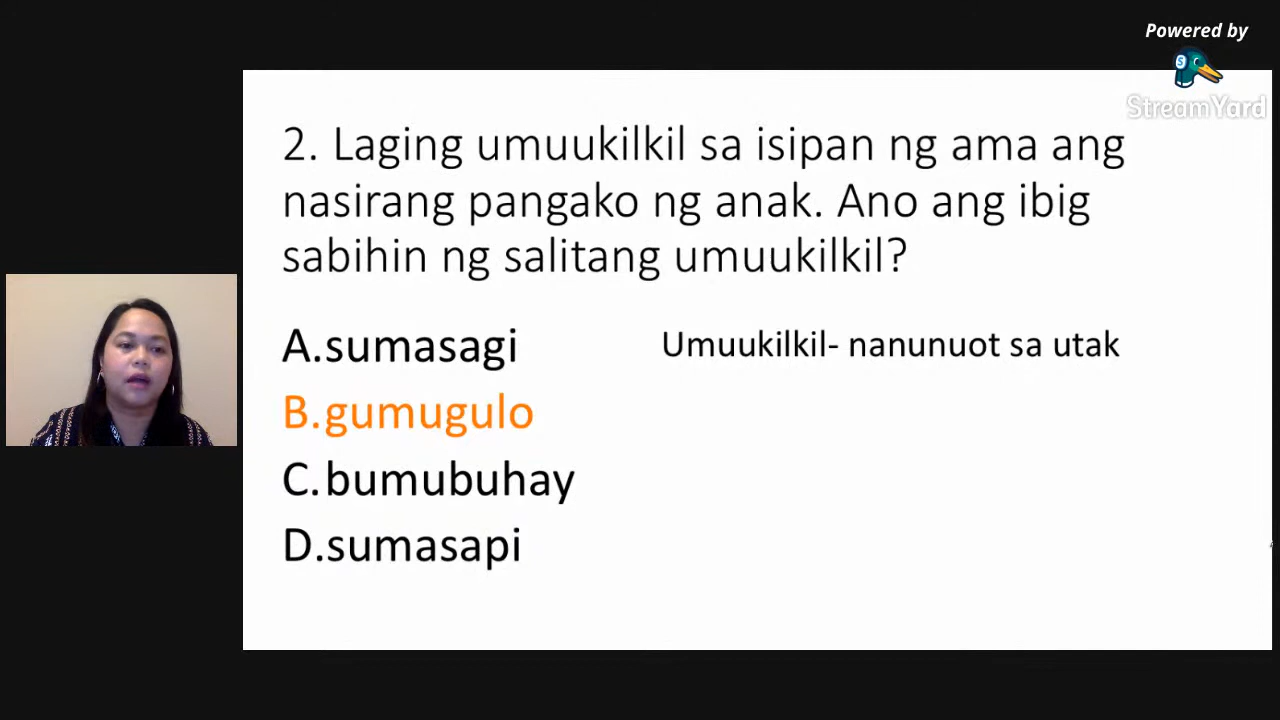 Powered by
StreamYard
2. Laging umuukilkil sa isipan ng ama ang
nasirang pangako ng anak. Ano ang ibig
sabihin ng salitang umuukilkil?
A.sumasagi
Umuukilkil- nanunuot sa utak
B.gumugulo
C.bumubuhay
D.sumasapi